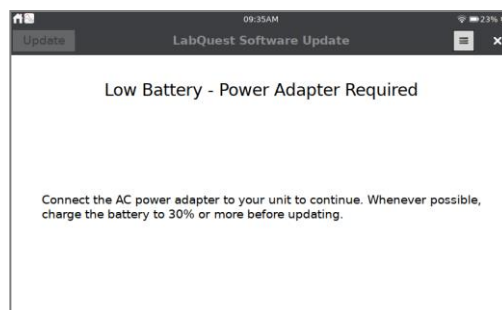 09:35AM
23%
Update
LabQuest Software Update
Low Battery - Power Adapter Required
Connect the AC power adapter to your unit to continue. Whenever possible,
charge the battery to 30% or more before updating.